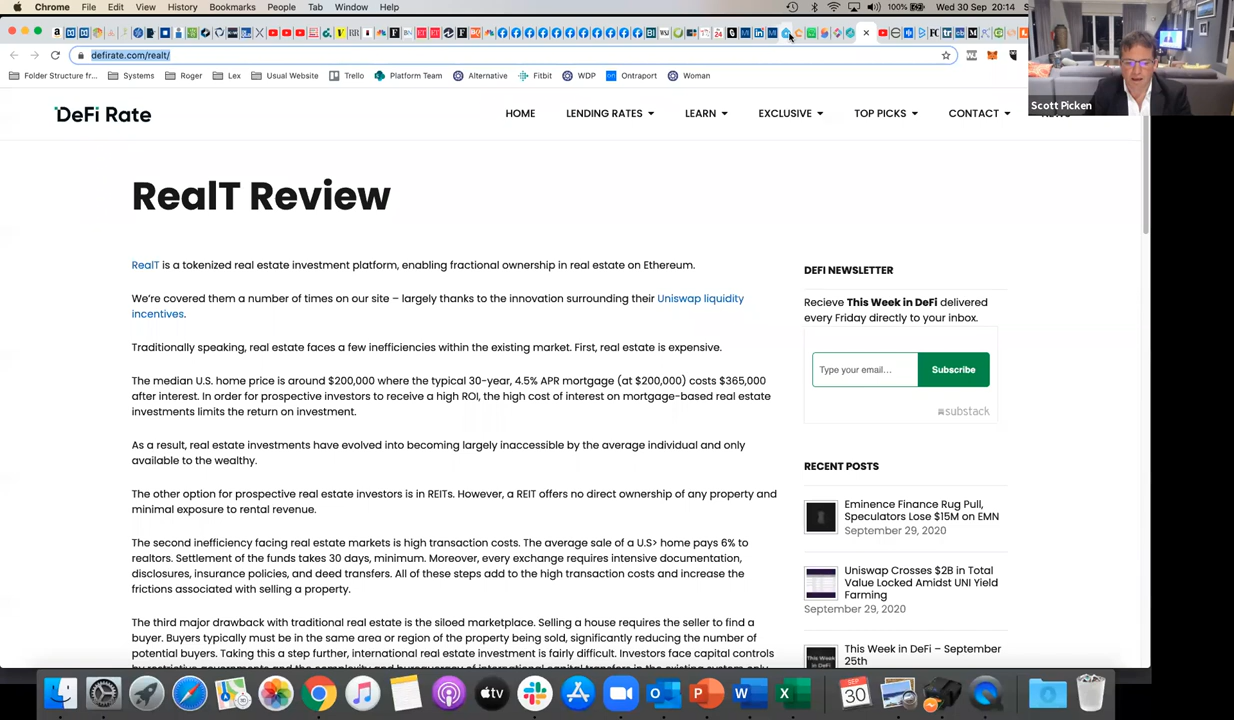 Chrome File Edit View History Bookmarks People Tab Window Help 100% Wed 30 Sep 20:14
defirate.com/realt/
Folder Structure fr... Systems Roger Lex Usual Website Trello Platform Team Alternative Fitbit WDP Ontraport Woman
Scott Picken
DeFi Rate HOME LENDING RATES LEARN EXCLUSIVE TOP PICKS CONTACT NEWS
RealT Review
RealT is a tokenized real estate investment platform, enabling fractional ownership in real estate on Ethereum.
We're covered them a number of times on our site – largely thanks to the innovation surrounding their Uniswap liquidity
incentives.
Traditionally speaking, real estate faces a few inefficiencies within the existing market. First, real estate is expensive.
The median U.S. home price is around $200,000 where the typical 30-year, 4.5% APR mortgage (at $200,000) costs $365,000
after interest. In order for prospective investors to receive a high ROI, the high cost of interest on mortgage-based real estate
investments limits the return on investment.
As a result, real estate investments have evolved into becoming largely inaccessible by the average individual and only
available to the wealthy.
The other option for prospective real estate investors is in REITs. However, a REIT offers no direct ownership of any property and
minimal exposure to rental revenue.
The second inefficiency facing real estate markets is high transaction costs. The average sale of a U.S> home pays 6% to
realtors. Settlement of the funds takes 30 days, minimum. Moreover, every exchange requires intensive documentation,
disclosures, insurance policies, and deed transfers. All of these steps add to the high transaction costs and increase the
frictions associated with selling a property.
The third major drawback with traditional real estate is the siloed marketplace. Selling a house requires the seller to find a
buyer. Buyers typically must be in the same area or region of the property being sold, significantly reducing the number of
potential buyers. Taking this a step further, international real estate investment is fairly difficult. Investors face capital controls
DEFI NEWSLETTER
Recieve This Week in DeFi delivered
every Friday directly to your inbox.
Type your email... Subscribe
substack
RECENT POSTS
Eminence Finance Rug Pull,
Speculators Lose $15M on EMN
September 29, 2020
Uniswap Crosses $2B in Total
Value Locked Amidst UNI Yield
Farming
September 29, 2020
This Week in DeFi – September
25th
SEP
30